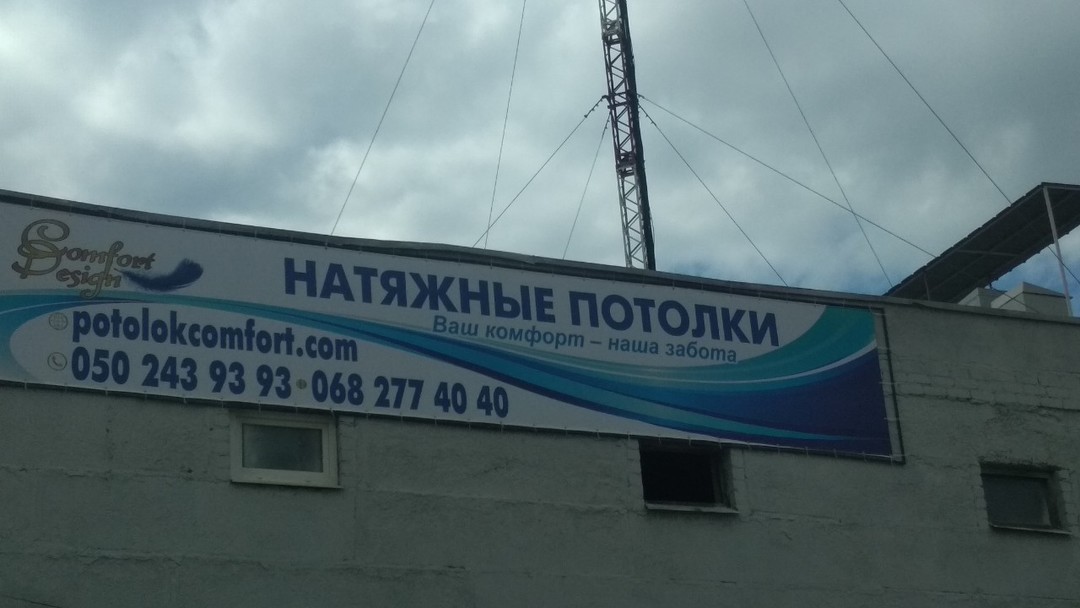 Comfort
Design
НАТЯЖНЫЕ ПОТОЛКИ
Ваш комфорт – наша забота
potolokcomfort.com
050 243 93 93 • 068 277 40 40